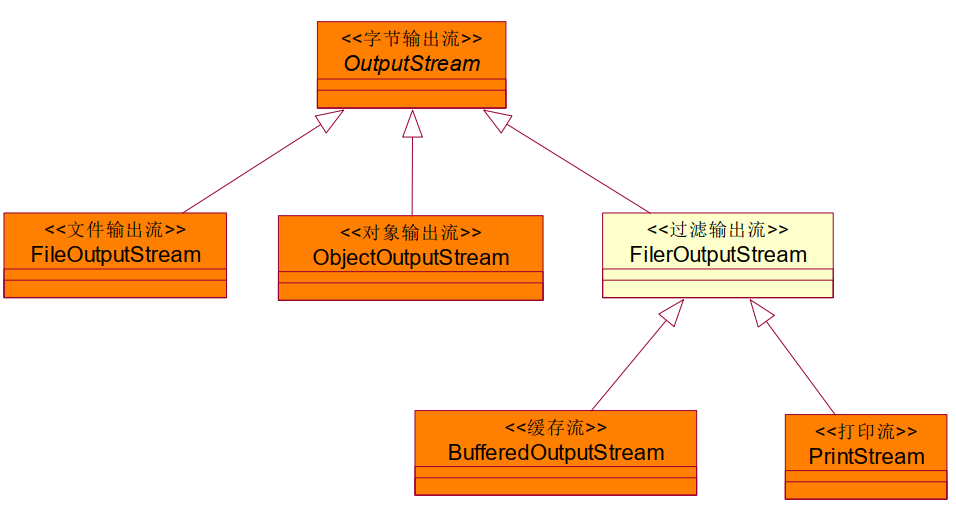 <<字节输出流>>
OutputStream
<<文件输出流>>
FileOutputStream
<<对象输出流>>
ObjectOutputStream
<<过滤输出流>>
FilerOutputStream
<<缓存流>>
BufferedOutputStream
<<打印流>>
PrintStream